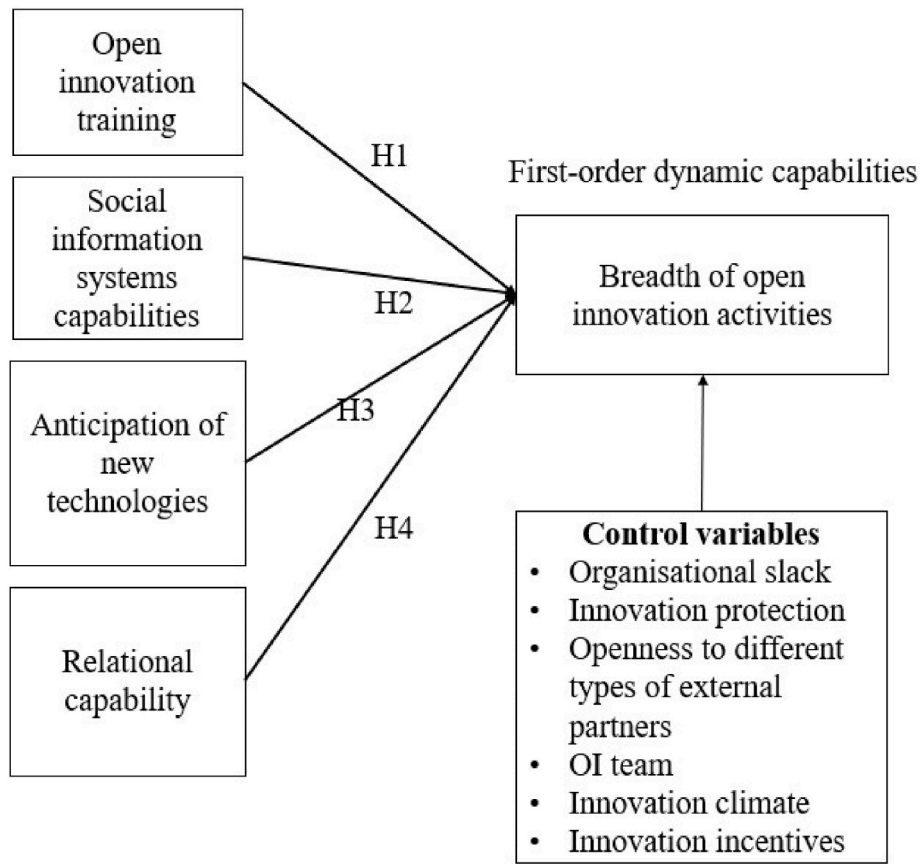 Open
innovation
training
Social
information
systems
capabilities
Anticipation of
new
technologies
Relational
capability
H1
H2
H3
H4
First-order dynamic capabilities
Breadth of open
innovation activities
Control variables
• Organisational slack
• Innovation protection
• Openness to different
types of external
partners
• OI team
• Innovation climate
• Innovation incentives